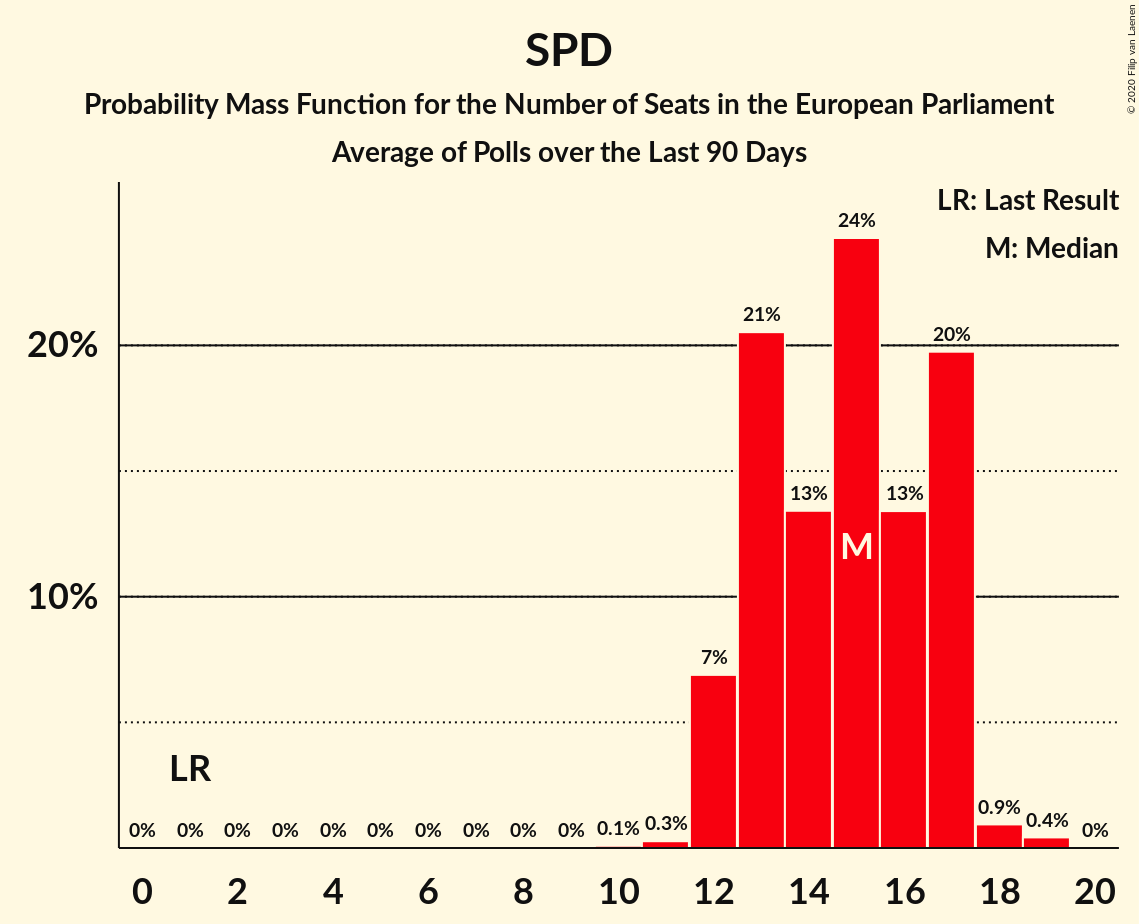 SPD
Probability Mass Function for the Number of Seats in the European Parliament
Average of Polls over the Last 90 Days
© 2020 Filip van Laenen
LR: Last Result
M: Median
24%
21%
20%
20%
13%
13%
M
10%
7%
LR
0% 0% 0% 0% 0% 0% 0% 0% 0% 0% 0.1% 0.3% 0.9% 0.4% 0%
0 2 4 6 8 10 12 14 16 18 20